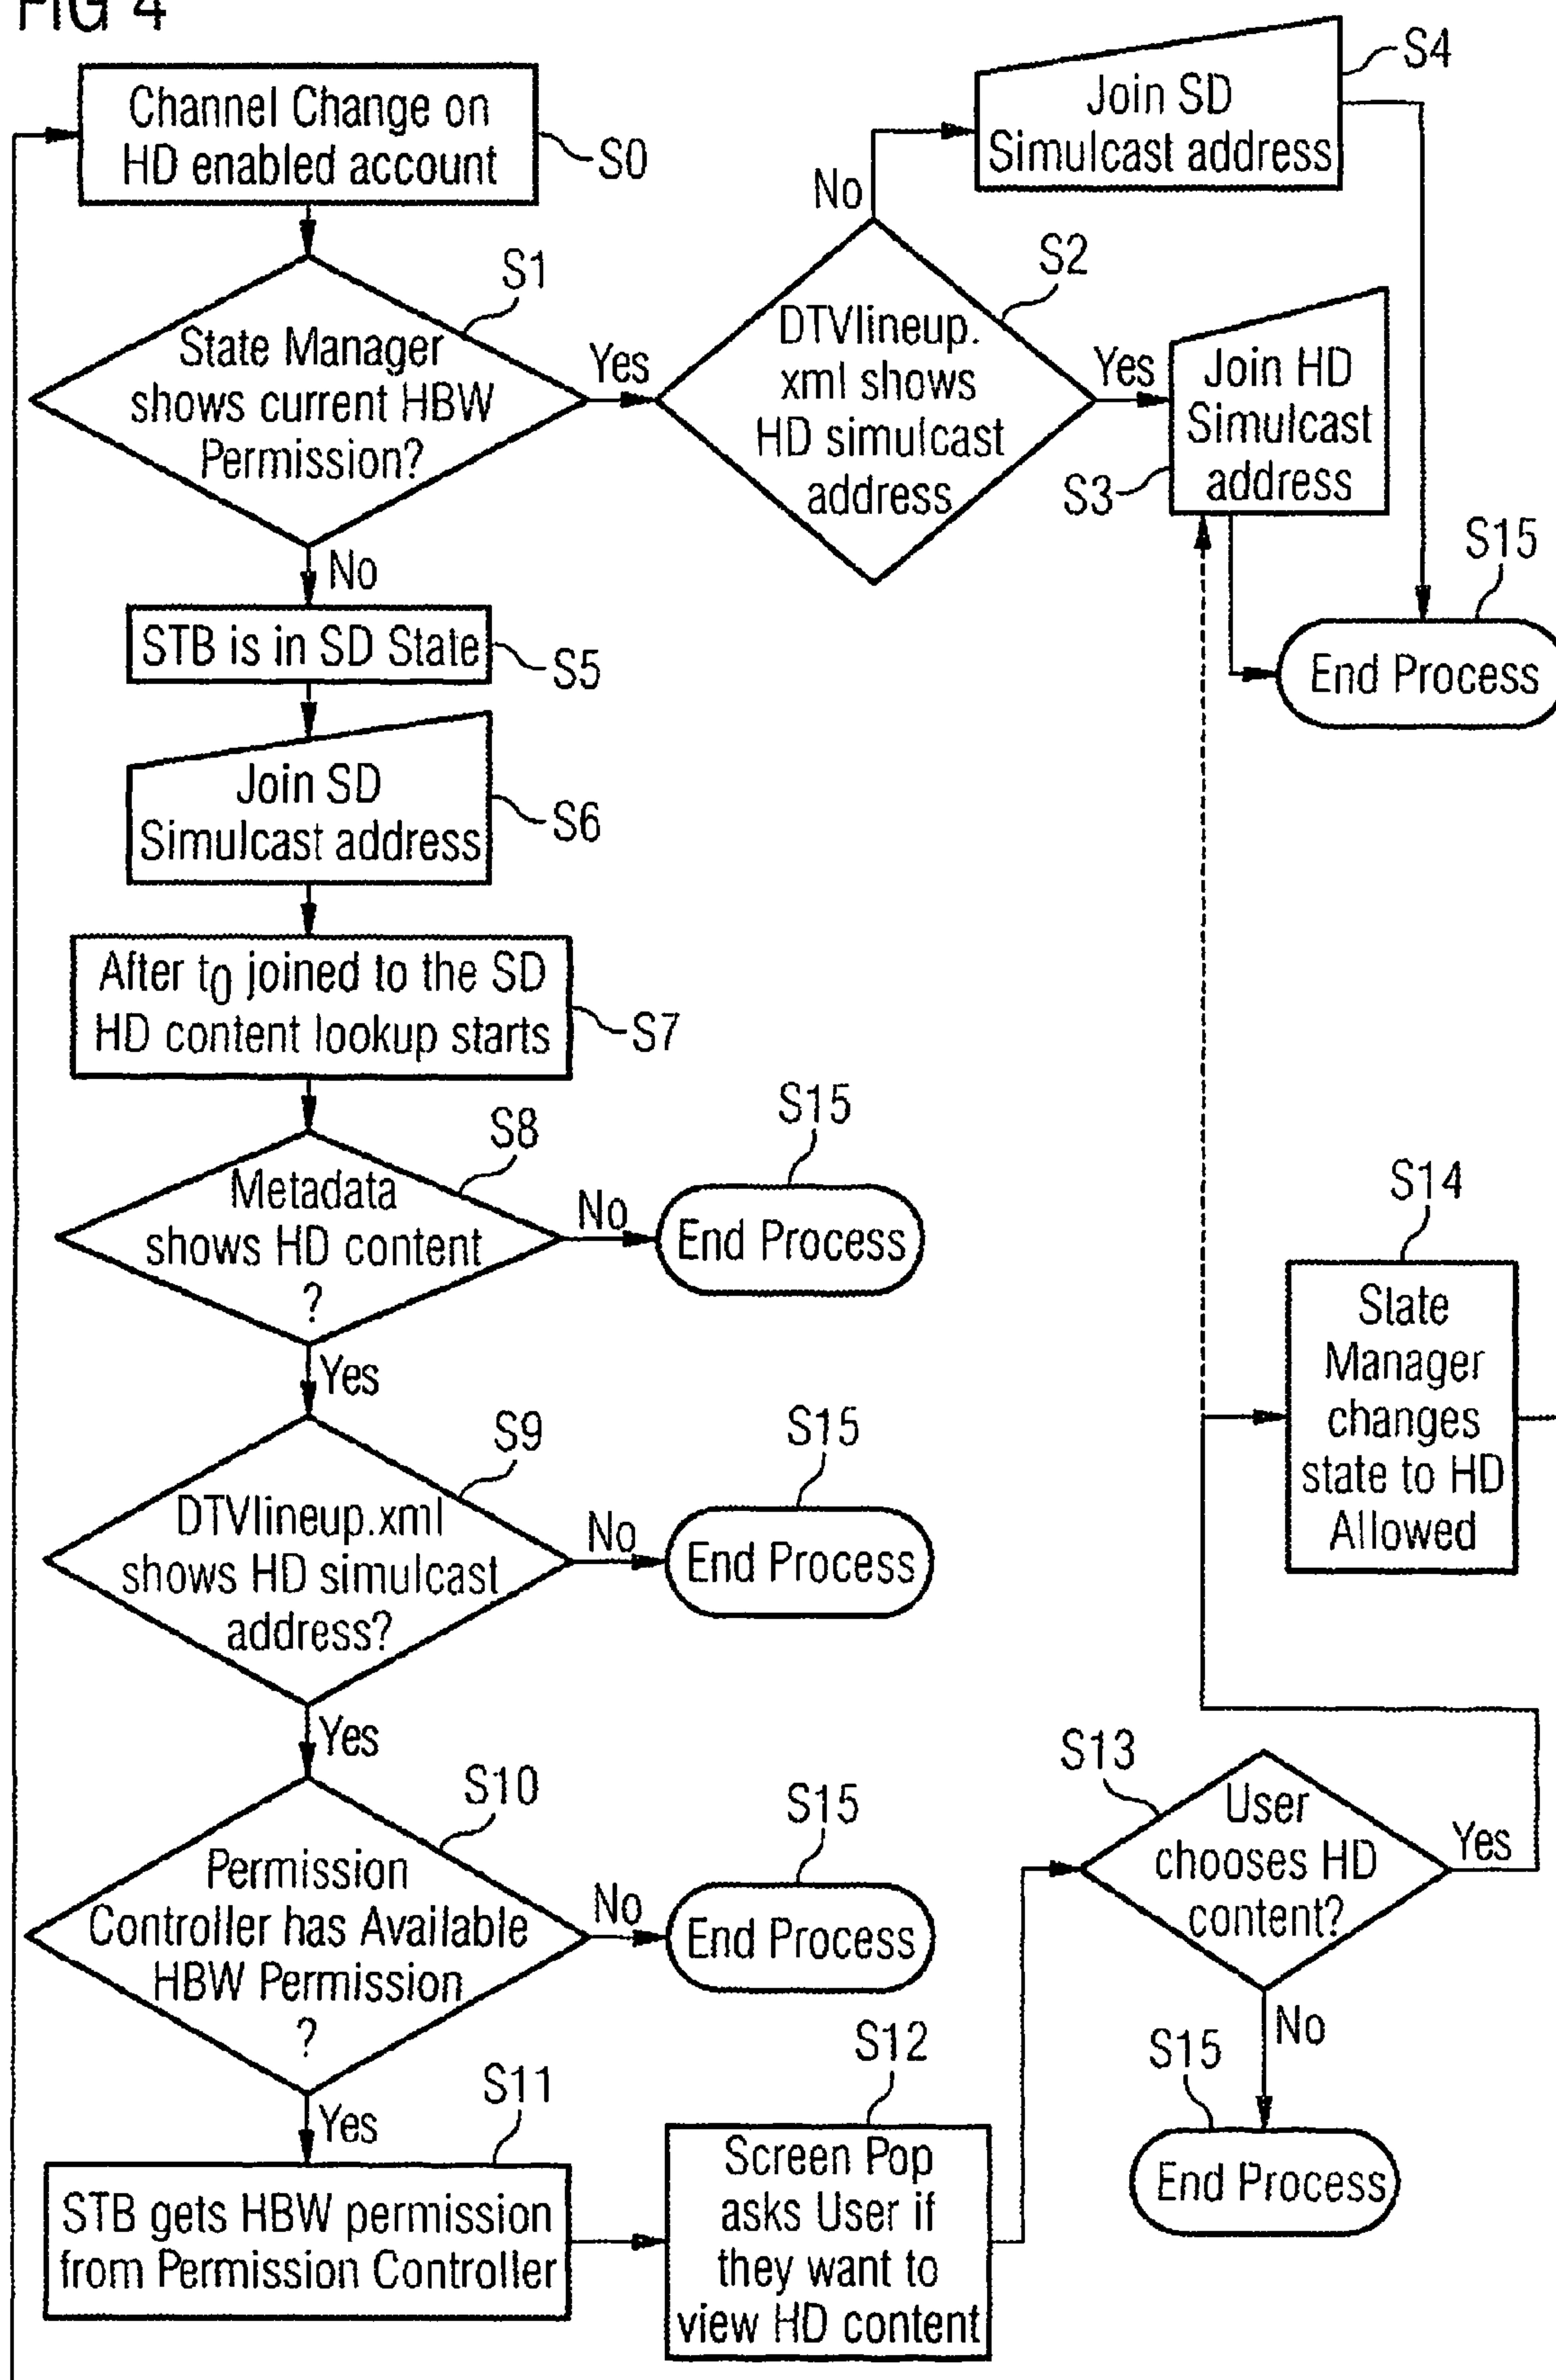 FIG 4
Channel Change on
HD enabled account
S0
S1
State Manager
shows current HBW
Permission?
Yes
No
S2
DTVlineup.
xml shows
HD simulcast
address
No
Yes
S4
Join SD
Simulcast address
Join HD
Simulcast
address
S3
S15
End Process
STB is in SD State
S5
Join SD
Simulcast address
S6
After t0 joined to the SD
HD content lookup starts
S7
S8
Metadata
shows HD content
?
No
S15
End Process
Yes
S9
DTVlineup.xml
shows HD simulcast
address?
No
S15
End Process
Yes
S10
Permission
Controller has Available
HBW Permission
?
No
S15
End Process
Yes
S11
STB gets HBW permission
from Permission Controller
S12
Screen Pop
asks User if
they want to
view HD content
S13
User
chooses HD
content?
Yes
No
S15
End Process
S14
State
Manager
changes
state to HD
Allowed